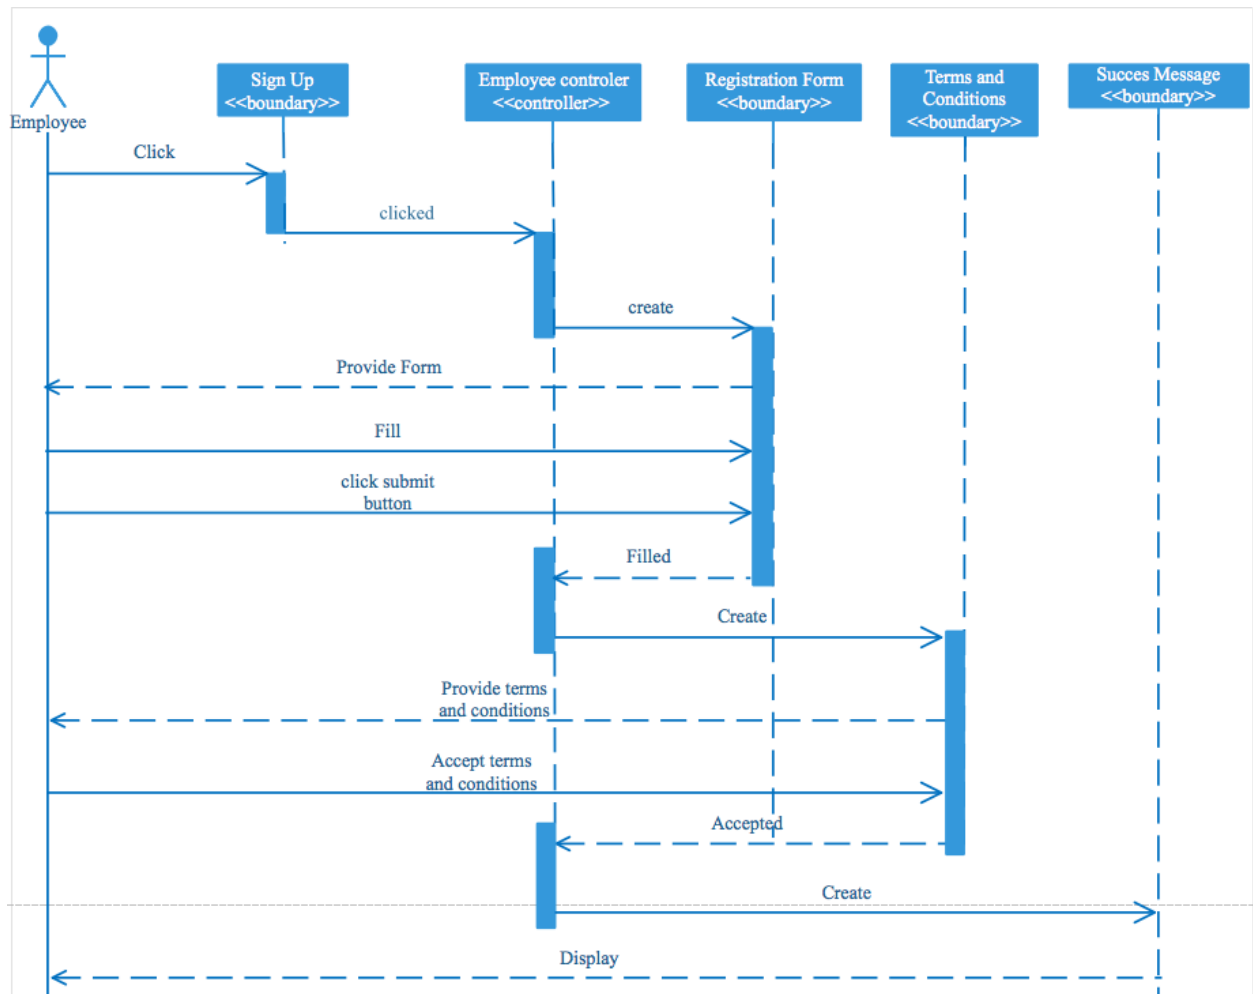 Employee
Sign Up
<<boundary>>
Employee controler
<<controller>>
Registration Form
<<boundary>>
Terms and
Conditions
<<boundary>>
Succes Message
<<boundary>>
Click
clicked
create
Provide Form
Fill
click submit
button
Filled
Create
Provide terms
and conditions
Accept terms
and conditions
Accepted
Create
Display